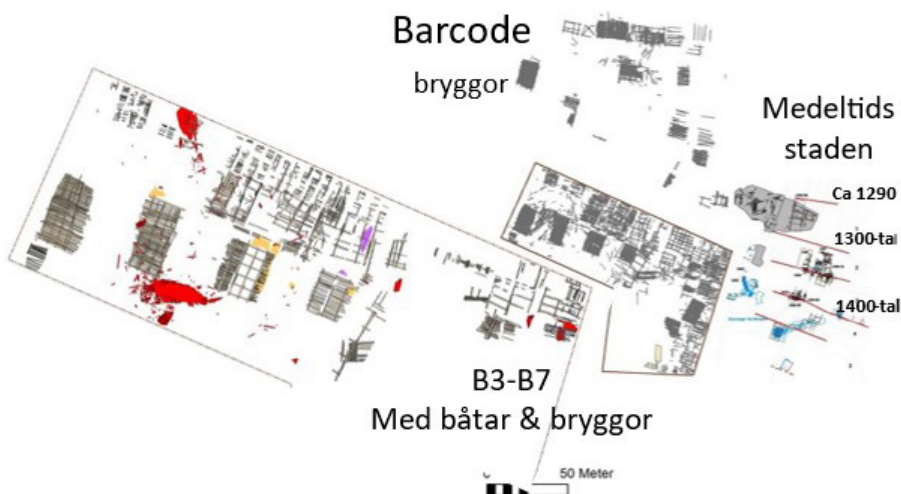 Barcode
bryggor
Medeltids
staden
Ca 1290
1300-tal
1400-tal
B3-B7
Med båtar & bryggor
50 Meter